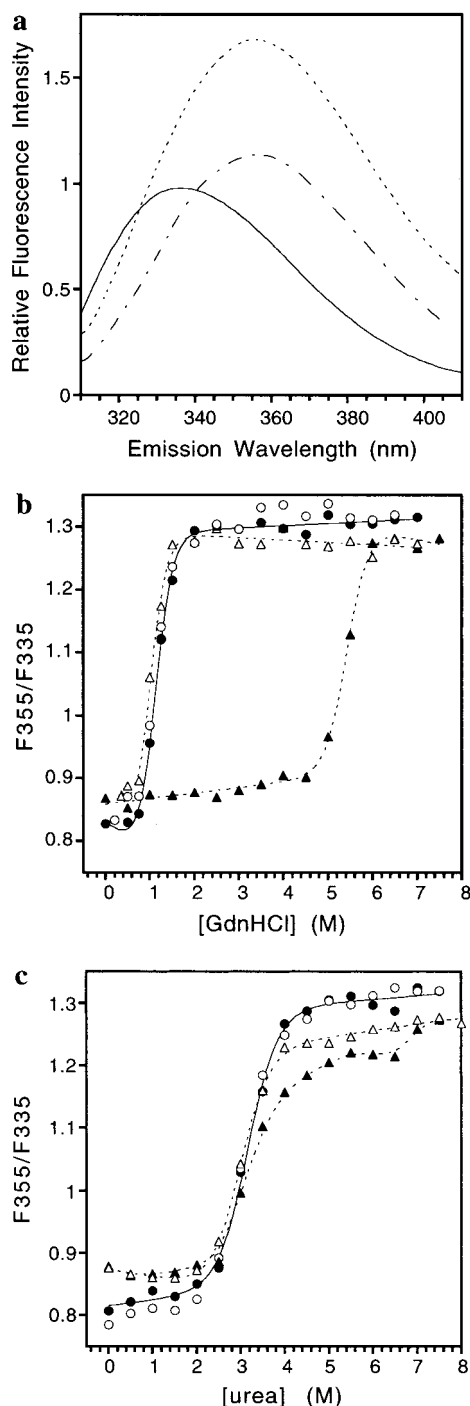 a
Relative Fluorescence Intensity
1.5
1
0.5
0
320 340 360 380 400
Emission Wavelength (nm)
b
F355/F335
1.3
1.2
1.1
1
0.9
0.8
0 1 2 3 4 5 6 7 8
[GdnHCl] (M)
c
F355/F335
1.3
1.2
1.1
1
0.9
0.8
0 1 2 3 4 5 6 7 8
[urea] (M)